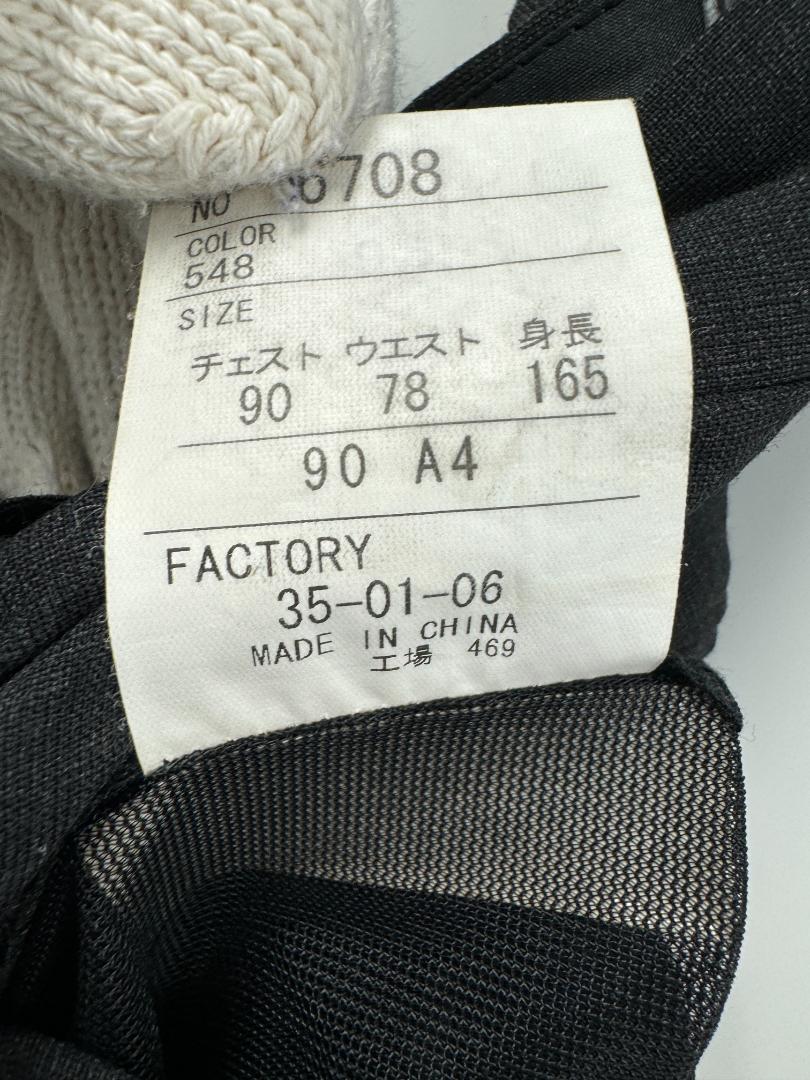 NO 6708
COLOR
548
SIZE
チェスト ウエスト 身長
90 78 165
90 A4
FACTORY
35-01-06
MADE IN CHINA
工場 469